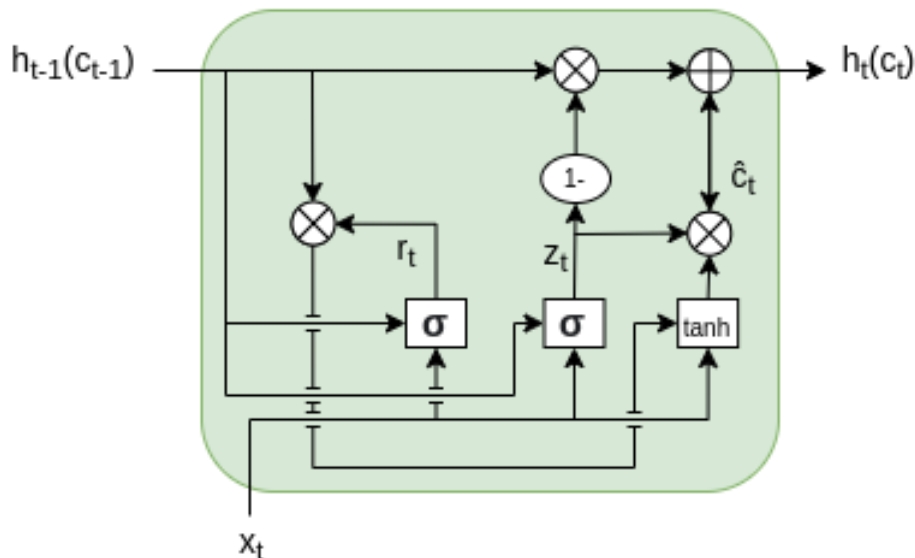 h_{t-1}(c_{t-1})
h_t(c_t)
1-
ĉ_t
r_t
z_t
σ
σ
tanh
x_t